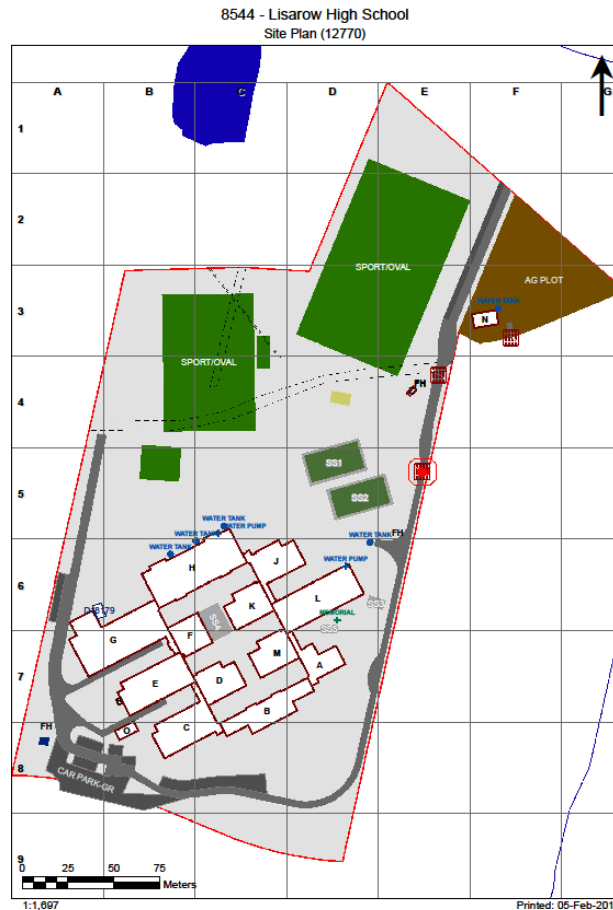 8544 - Lisarow High School
Site Plan (12770)
A B C D E F G
1
2
SPORT/OVAL
AG PLOT
WATER TANK
3
N
SPORT/OVAL
FH
4
SS1
5
SS2
WATER TANK
WATER PUMP
WATER TANK
FH
WATER TANK
WATER TANK
J
WATER PUMP
H
6
L
K
SS3
MEMORIAL
SS4
SS5
G
F
M
A
7
D
E
B
C
O
FH
8
CAR PARK-GR
9
0 25 50 75
Meters
1:1,697
Printed: 05-Feb-201